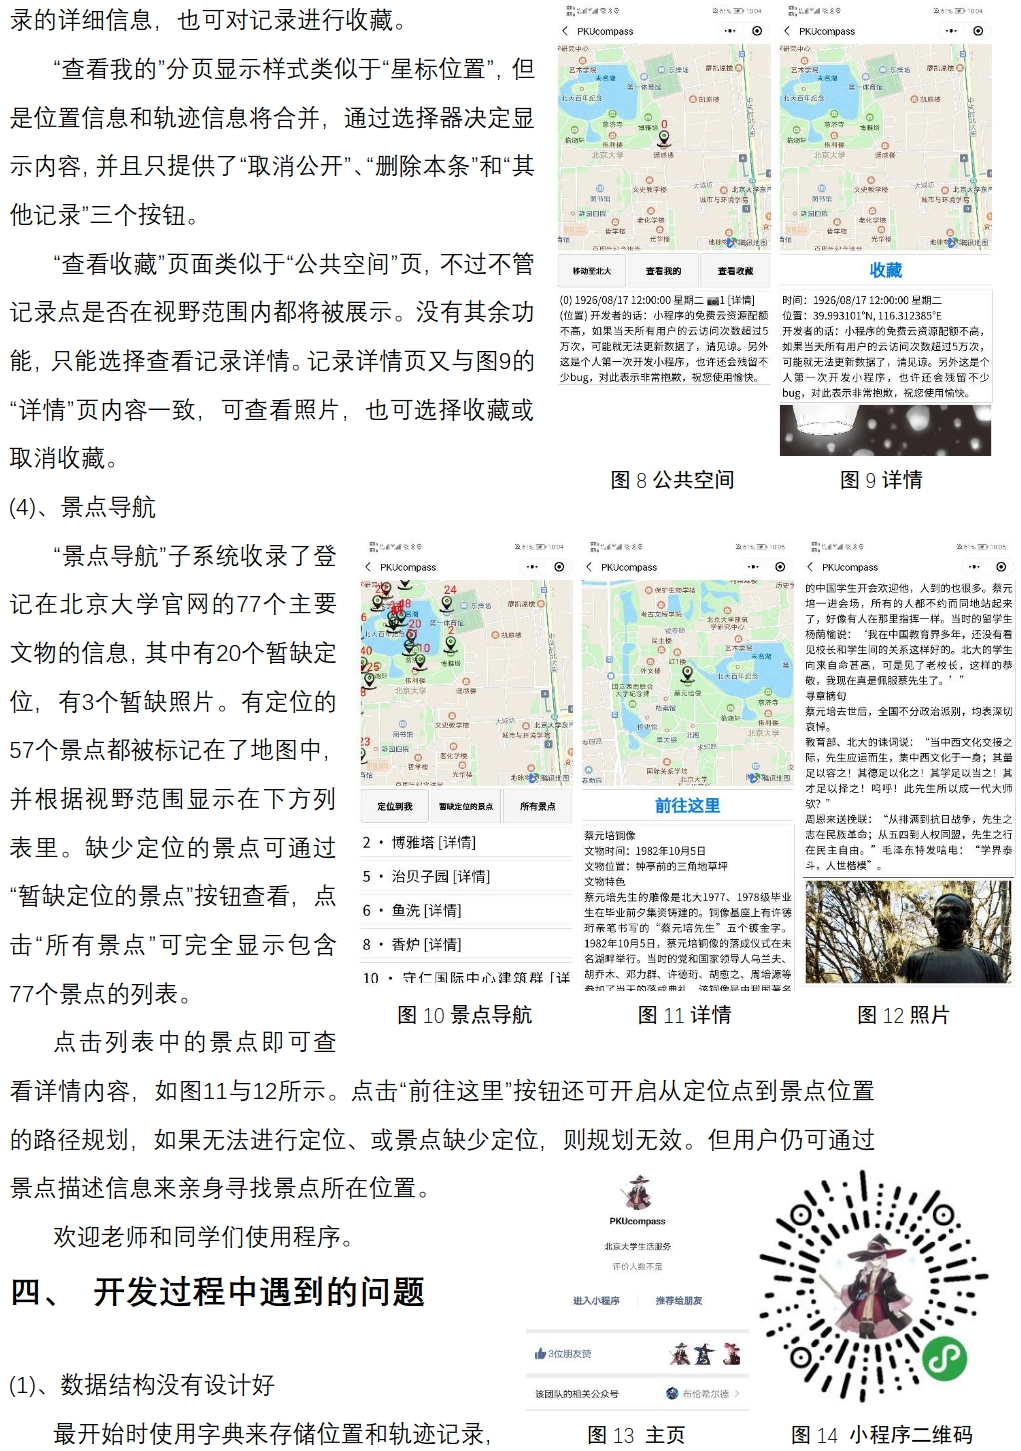 录的详细信息，也可对记录进行收藏。
“查看我的”分页显示样式类似于“星标位置”，但
是位置信息和轨迹信息将合并，通过选择器决定显
示内容，并且只提供了“取消公开”、“删除本条”和“其
他记录”三个按钮。
“查看收藏”页面类似于“公共空间”页，不过不管
记录点是否在视野范围内都将被展示。没有其余功
能，只能选择查看记录详情。记录详情页又与图9的
“详情”页内容一致，可查看照片，也可选择收藏或
取消收藏。
PKUcompass
移动至北大 查看我的 查看收藏
(0) 1926/08/17 12:00:00 星期二 📷1 [详情]
(位置) 开发者的话：小程序的免费云资源配额
不高，如果当天所有用户的云访问次数超过5
万次，可能就无法更新数据了，请见谅。另外
这是个人第一次开发小程序，也许还会残留不
少bug，对此表示非常抱歉，祝您使用愉快。
图 8 公共空间
PKUcompass
收藏
时间：1926/08/17 12:00:00 星期二
位置：39.993101°N, 116.312385°E
开发者的话：小程序的免费云资源配额不高，
如果当天所有用户的云访问次数超过5万次，
可能就无法更新数据了，请见谅。另外这是个
人第一次开发小程序，也许还会残留不少
bug，对此表示非常抱歉，祝您使用愉快。
图 9 详情
(4)、景点导航
“景点导航”子系统收录了登
记在北京大学官网的77个主要
文物的信息，其中有20个暂缺定
位，有3个暂缺照片。有定位的
57个景点都被标记在了地图中，
并根据视野范围显示在下方列
表里。缺少定位的景点可通过
“暂缺定位的景点”按钮查看，点
击“所有景点”可完全显示包含
77个景点的列表。
PKUcompass
定位到我 暂缺定位的景点 所有景点
2 · 博雅塔 [详情]
5 · 治贝子园 [详情]
6 · 鱼洗 [详情]
8 · 香炉 [详情]
10 · 守仁国际中心建筑群 [详
图 10 景点导航
PKUcompass
前往这里
蔡元培铜像
文物时间：1982年10月5日
文物位置：钟亭前的三角地草坪
文物特色
蔡元培先生的雕像是北大1977、1978级毕业
生在毕业前夕集资铸建的。铜像基座上有许德
珩亲笔书写的“蔡元培先生”五个镀金字。
1982年10月5日，蔡元培铜像的落成仪式在未
名湖畔举行。当时的党和国家领导人乌兰夫、
胡乔木、邓力群、许德珩、胡愈之、周培源等
参加了当天的落成典礼。该铜像是由我国著名
图 11 详情
PKUcompass
的中国学生开会欢迎他，人到的也很多。蔡元
培一进会场，所有的人都不约而同地站起来
了，好像有人在那里指挥一样。当时的留学生
杨荫榆说：‘我在中国教育界多年，还没有看
见校长和学生间的关系这样好的。北大的学生
向来自命甚高，可是见了老校长，这样的恭
敬，我现在真是佩服蔡先生了。’”
寻章摘句
蔡元培去世后，全国不分政治派别，均表深切
哀悼。
教育部、北大的诔词说：“当中西文化交接之
际，先生应运而生，集中西文化于一身；其量
足以容之！其德足以化之！其学足以当之！其
才足以择之！呜呼！此先生所以成一代大师
欤？”
周恩来送挽联：“从排满到抗日战争，先生之
志在民族革命；从五四到人权同盟，先生之行
在民主自由。”毛泽东特发唁电：“学界泰
斗，人世楷模”。
图 12 照片
点击列表中的景点即可查
看详情内容，如图11与12所示。点击“前往这里”按钮还可开启从定位点到景点位置
的路径规划，如果无法进行定位、或景点缺少定位，则规划无效。但用户仍可通过
景点描述信息来亲身寻找景点所在位置。
欢迎老师和同学们使用程序。
四、 开发过程中遇到的问题
(1)、数据结构没有设计好
最开始时使用字典来存储位置和轨迹记录，
PKUcompass
北京大学生活服务
评价人数不足
进入小程序 推荐给朋友
3位朋友赞
该团队的相关公众号 布伦希尔德
图 13 主页
图 14 小程序二维码